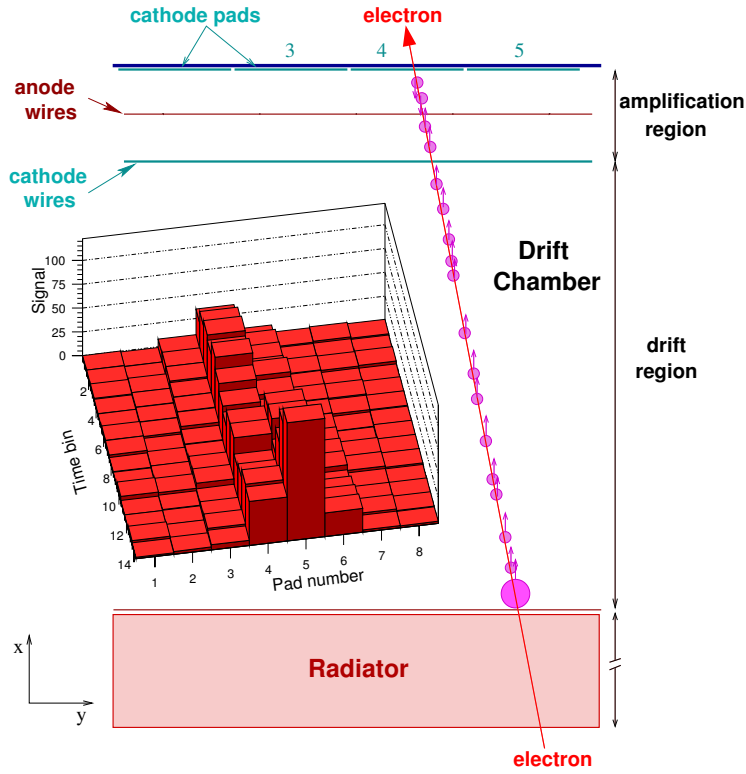 cathode pads
electron
3
4
5
anode
wires
amplification
region
cathode
wires
Drift
Chamber
Signal
100
75
50
25
0
drift
region
Time bin
2
4
6
8
10
12
14
1
2
3
4
5
6
7
8
Pad number
x
y
Radiator
electron